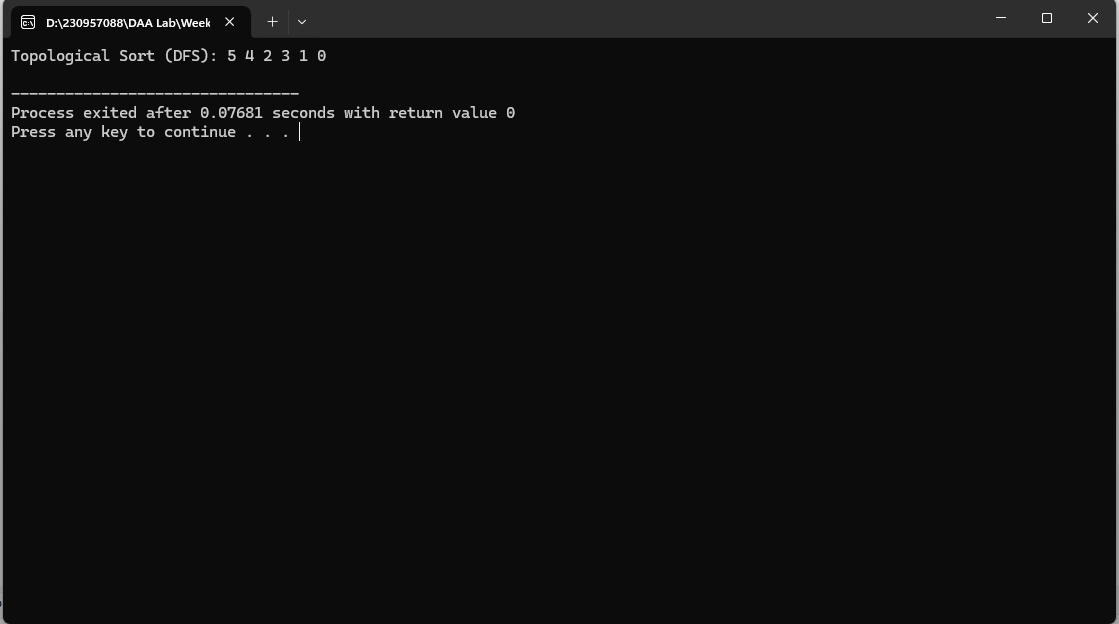 D:\230957088\DAA Lab\Week
Topological Sort (DFS): 5 4 2 3 1 0
--------------------------------
Process exited after 0.07681 seconds with return value 0
Press any key to continue . . .